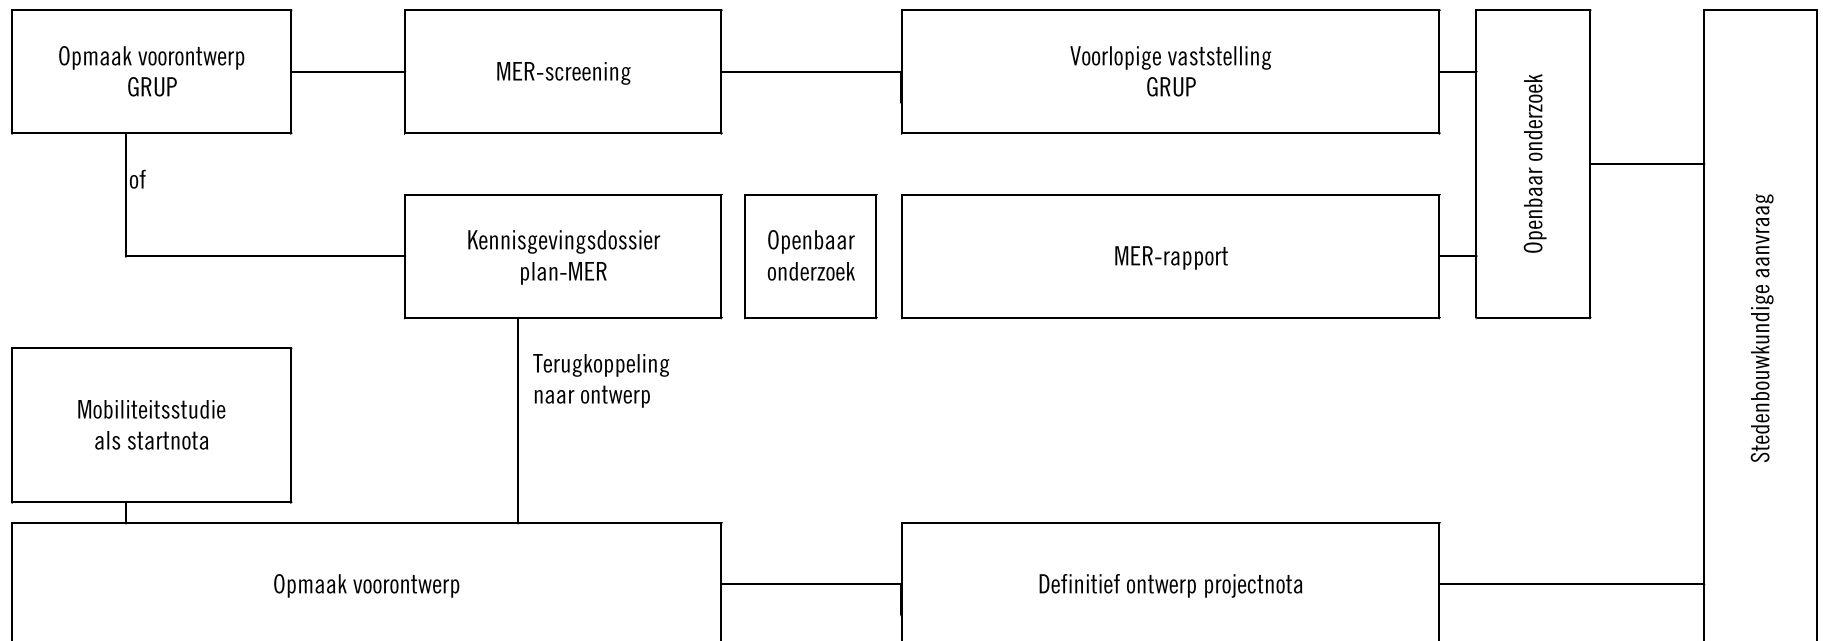 Opmaak voorontwerp
GRUP
MER-screening
Voorlopige vaststelling
GRUP
Openbaar onderzoek
Stedenbouwkundige aanvraag
of
Kennisgevingsdossier
plan-MER
Openbaar
onderzoek
MER-rapport
Terugkoppeling
naar ontwerp
Mobiliteitsstudie
als startnota
Opmaak voorontwerp
Definitief ontwerp projectnota